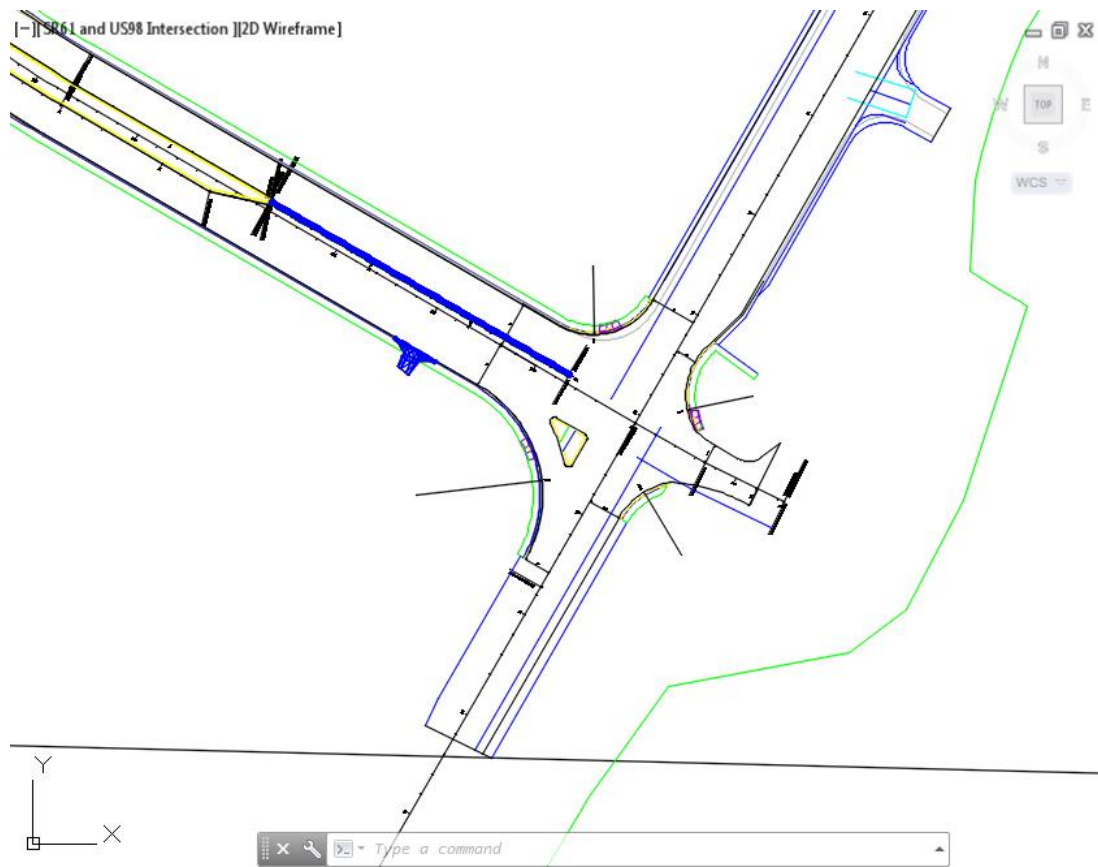 [−][SR61 and US98 Intersection ][2D Wireframe]
N
W TOP E
S
WCS
Y
X
Type a command